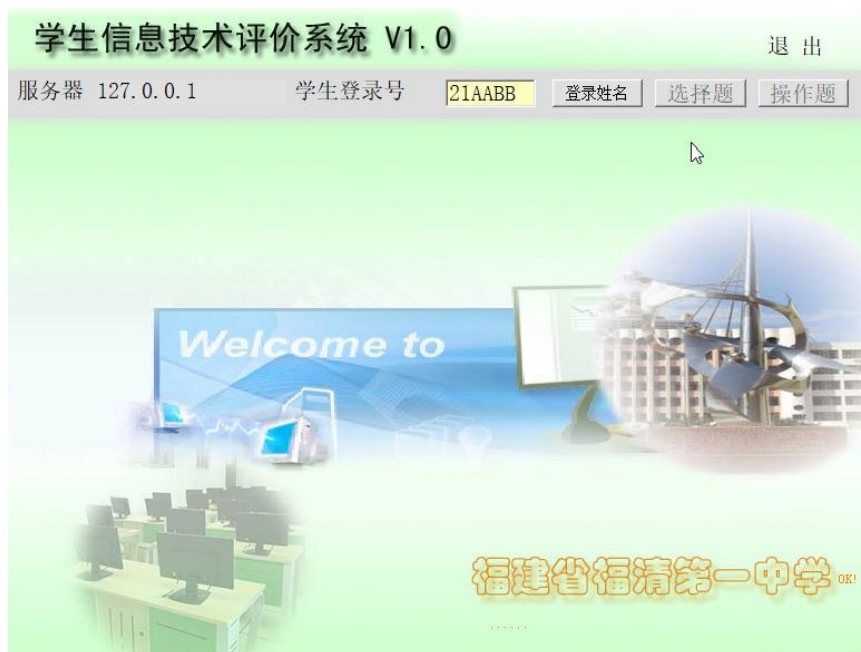 学生信息技术评价系统 V1.0
退 出
服务器 127.0.0.1 学生登录号 21AABB 登录姓名 选择题 操作题
Welcome to
福建省福清第一中学 OK!
......